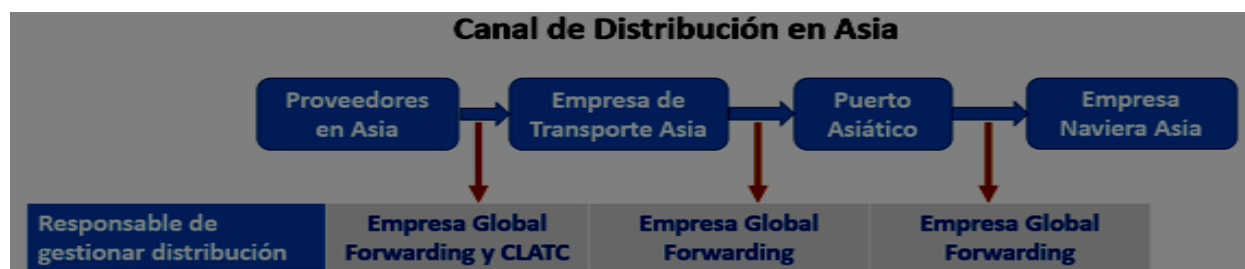 Canal de Distribución en Asia
Proveedores
en Asia
Empresa de
Transporte Asia
Puerto
Asiático
Empresa
Naviera Asia
Responsable de
gestionar distribución
Empresa Global
Forwarding y CLATC
Empresa Global
Forwarding
Empresa Global
Forwarding